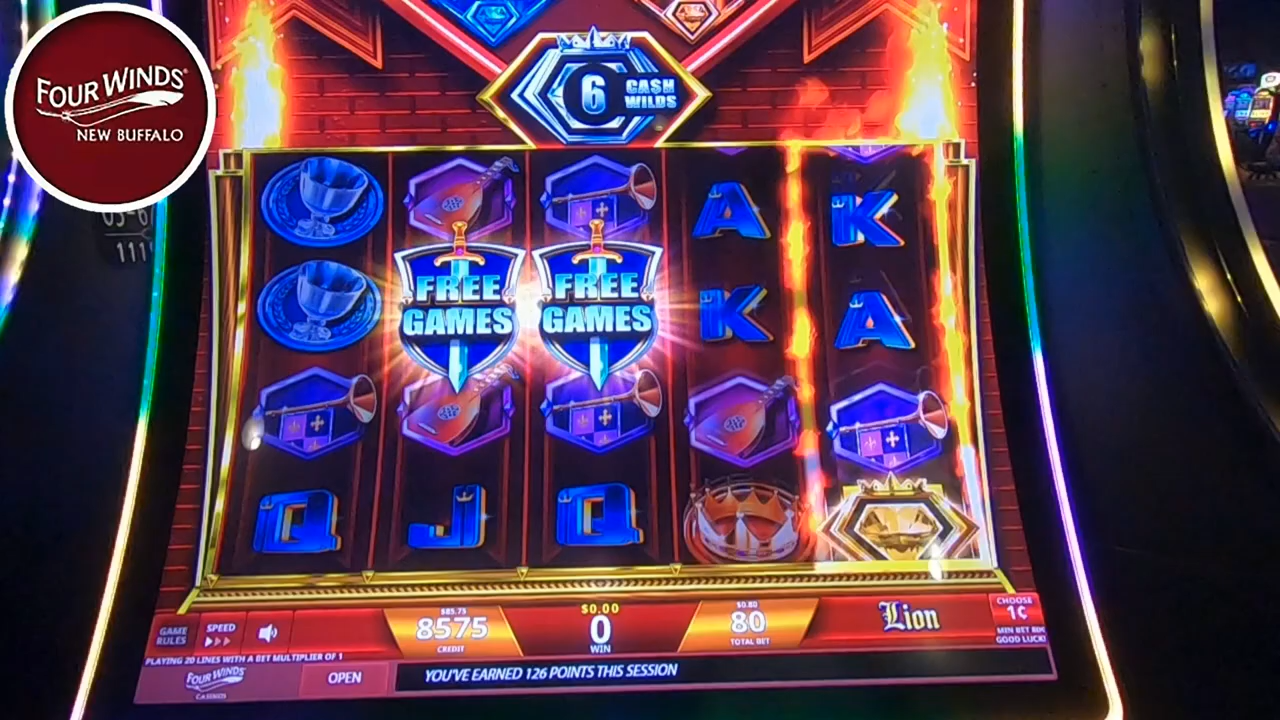 FOUR WINDS®
NEW BUFFALO
6 CASH
WILDS
A K
FREE FREE
GAMES GAMES
K A
Q J Q
GAME
RULES
SPEED
$85.75
8575
CREDIT
$0.00
0
WIN
$0.80
80
TOTAL BET
Lion
CHOOSE
1¢
MIN BET
GOOD LUCK!
PLAYING 20 LINES WITH A BET MULTIPLIER OF 1
FOUR WINDS
CASINOS
OPEN
YOU'VE EARNED 126 POINTS THIS SESSION